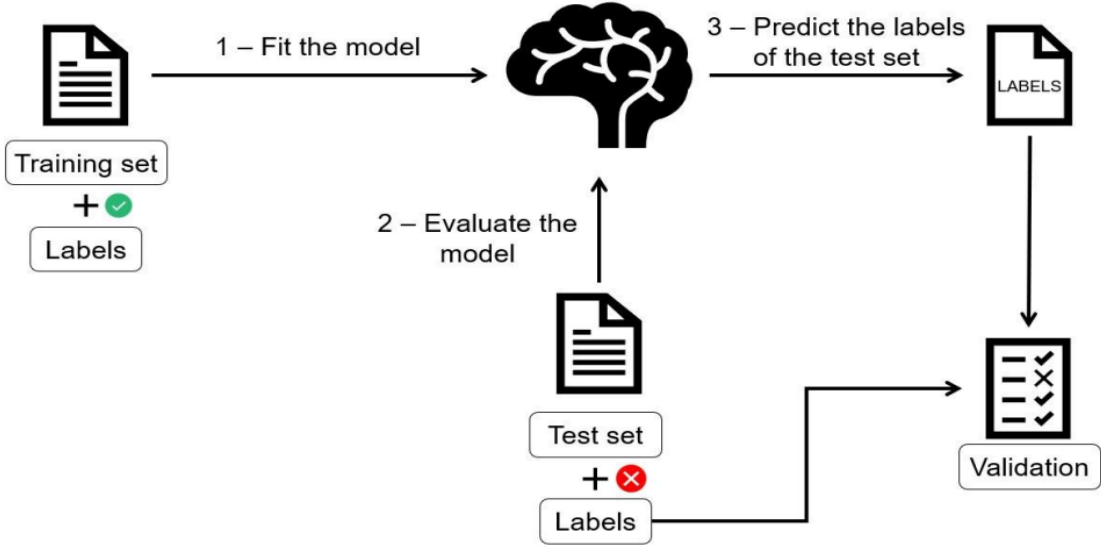 1 – Fit the model
3 – Predict the labels
of the test set
LABELS
Training set
+
Labels
2 – Evaluate the
model
Test set
+
Labels
Validation